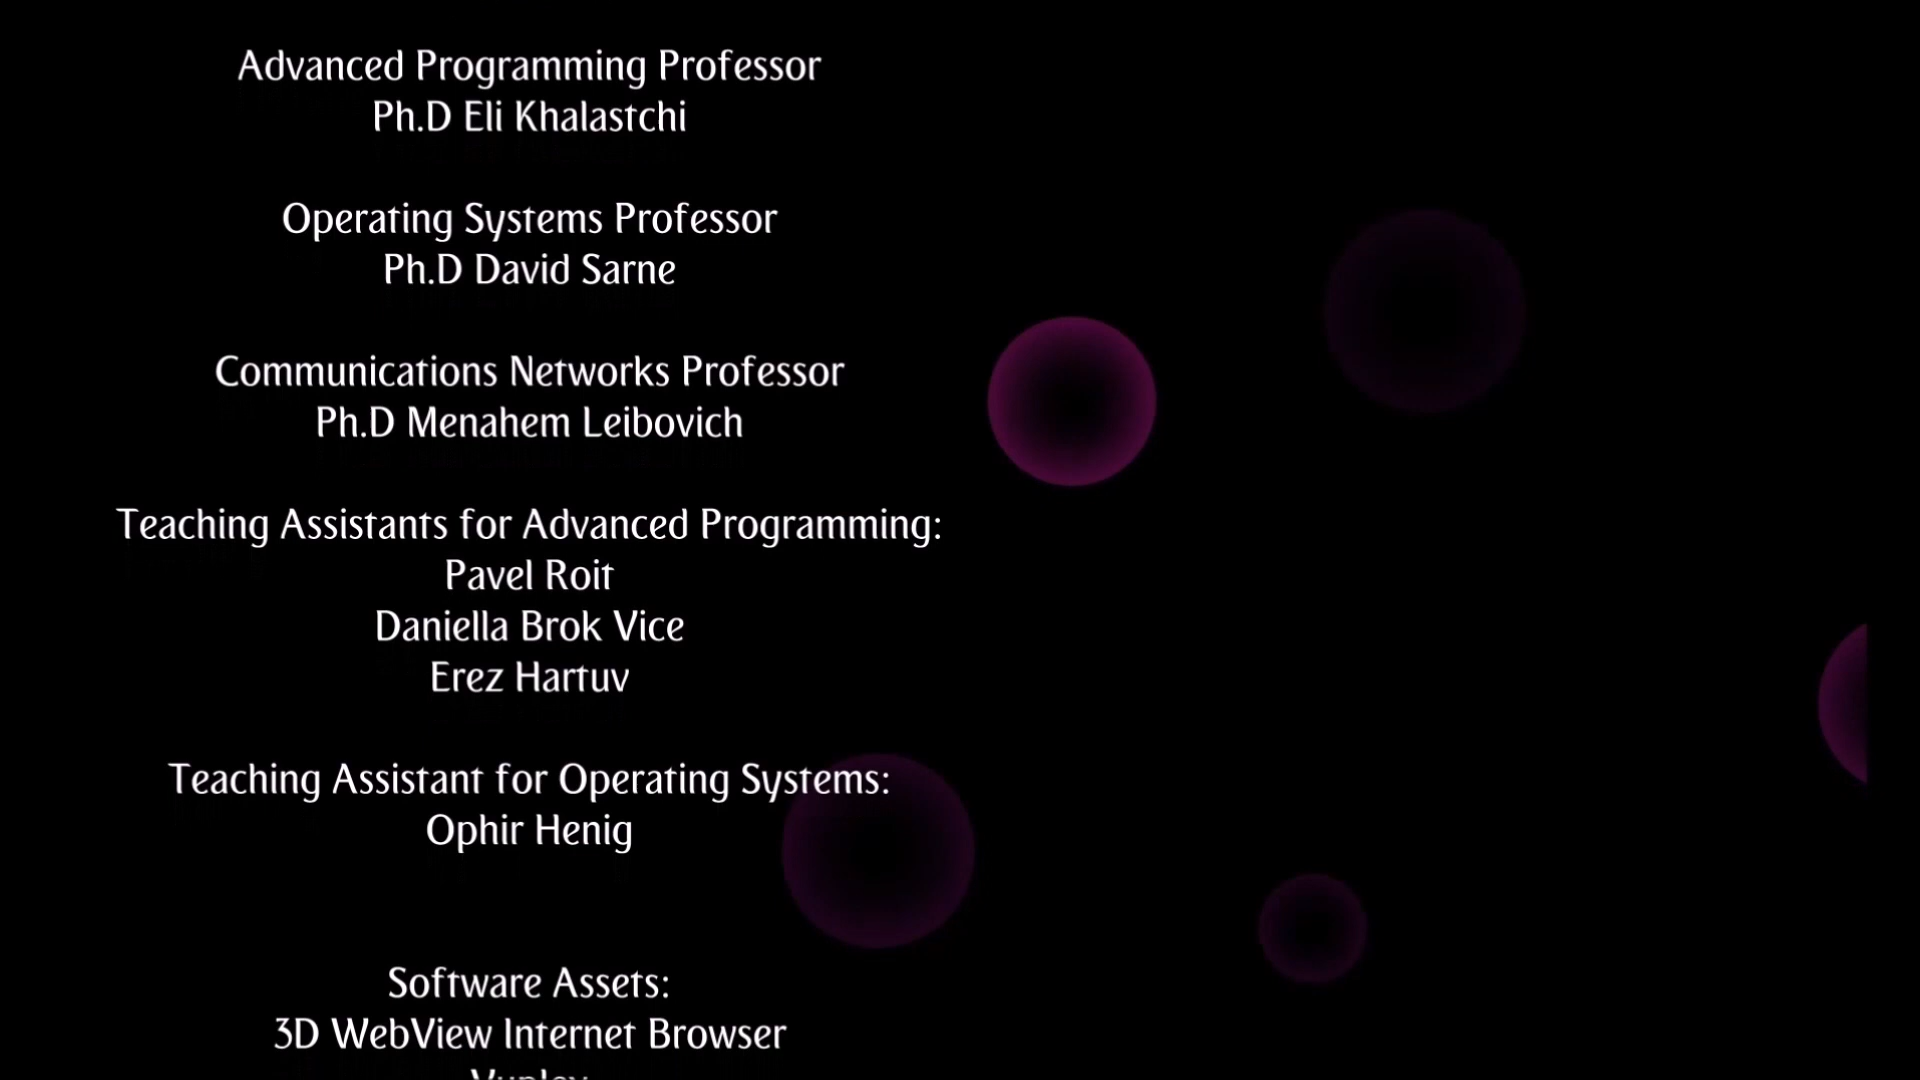 Advanced Programming Professor
Ph.D Eli Khalastchi
Operating Systems Professor
Ph.D David Sarne
Communications Networks Professor
Ph.D Menahem Leibovich
Teaching Assistants for Advanced Programming:
Pavel Roit
Daniella Brok Vice
Erez Hartuv
Teaching Assistant for Operating Systems:
Ophir Henig
Software Assets:
3D WebView Internet Browser